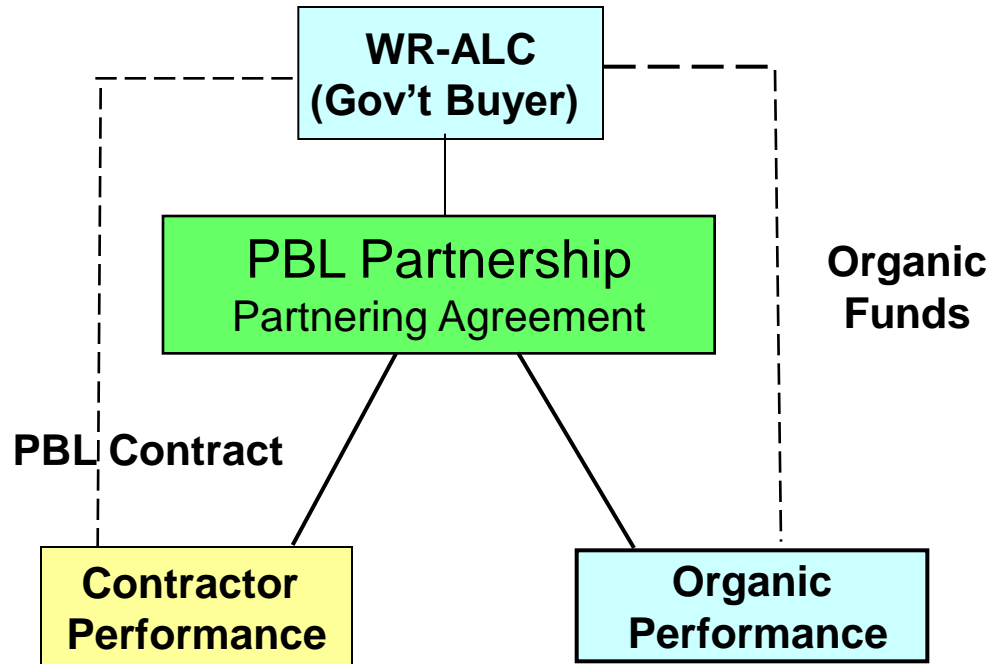 WR-ALC
(Gov't Buyer)
PBL Partnership
Partnering Agreement
Organic
Funds
PBL Contract
Contractor
Performance
Organic
Performance